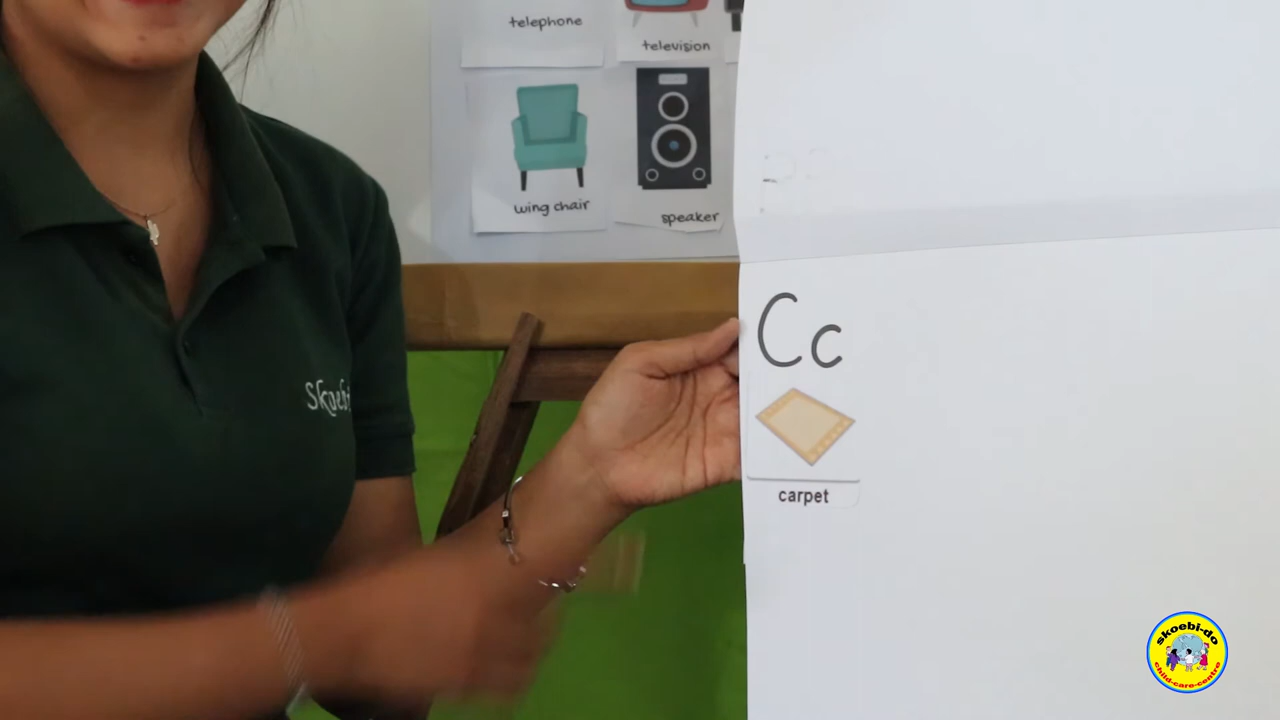 telephone
television
wing chair
speaker
Cc
carpet
Skoebi
skoebi-do
child-care-centre